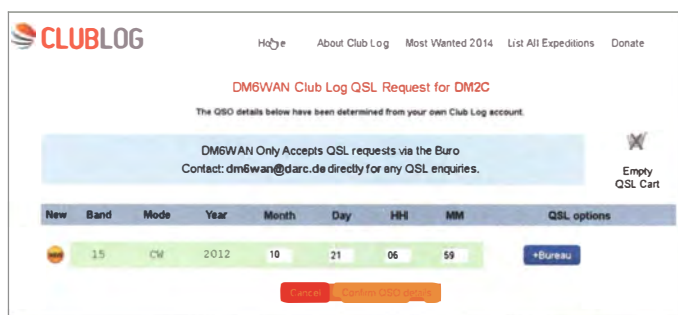 CLUBLOG
Home About Club Log Most Wanted 2014 List All Expeditions Donate
DM6WAN Club Log QSL Request for DM2C
The QSO details below have been determined from your own Club Log account.
DM6WAN Only Accepts QSL requests via the Buro
Contact: dm6wan@darc.de directly for any QSL enquiries.
Empty
QSL Cart
New Band Mode Year Month Day HH MM QSL options
15 CW 2012 10 21 06 59 +Bureau
Cancel Confirm QSO details